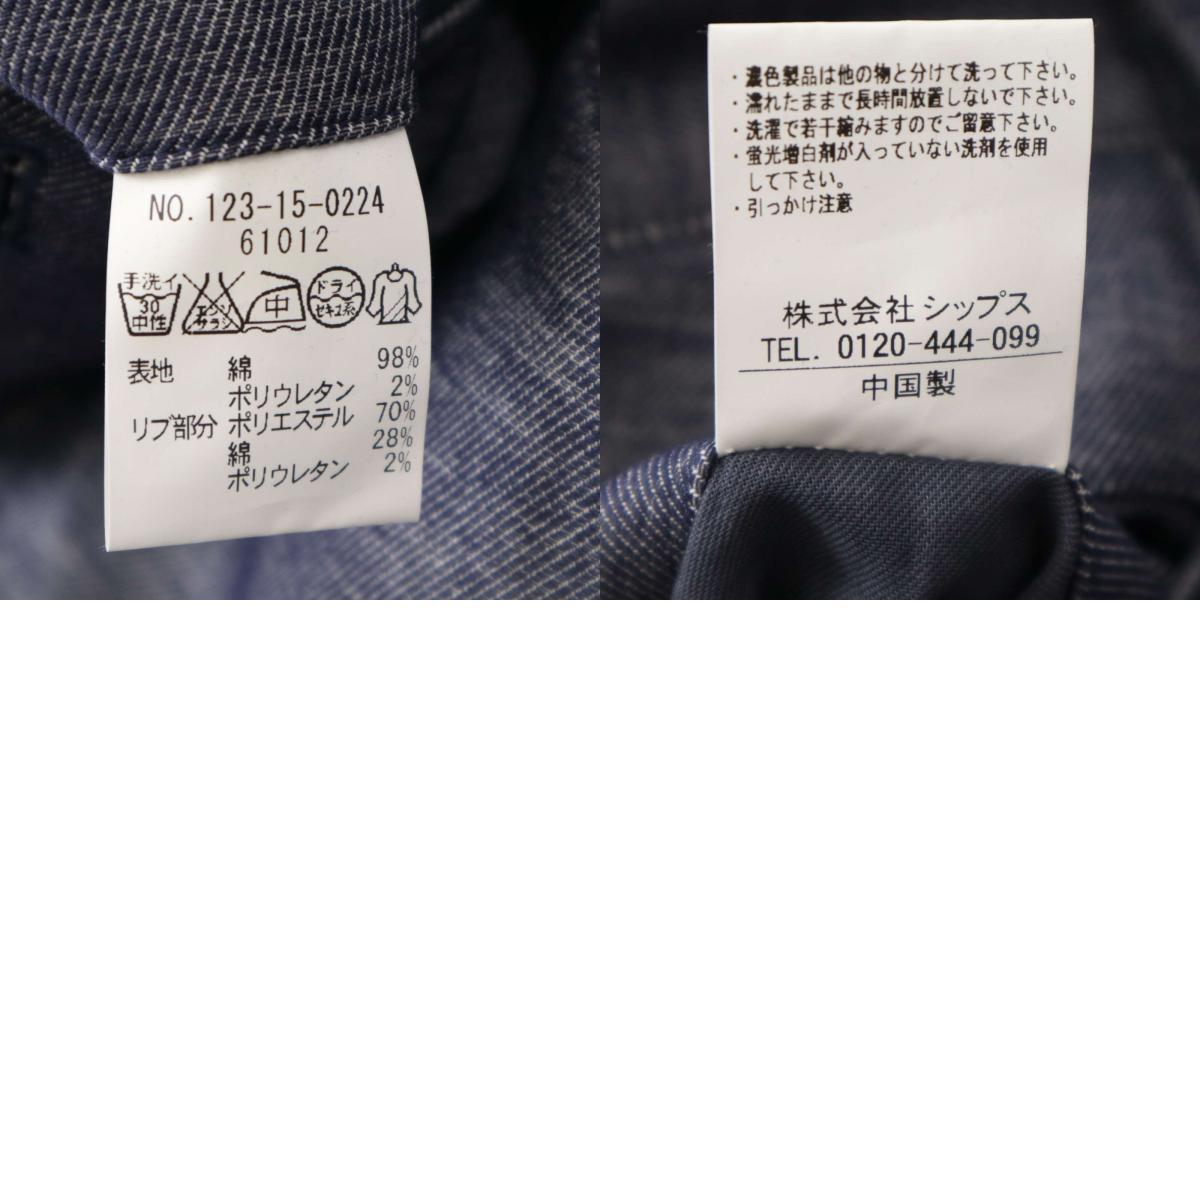 NO. 123-15-0224
61012
手洗イ
30
中性
エンソ
サラシ
中
ドライ
セキユ系
表地 綿 98%
ポリウレタン 2%
リブ部分 ポリエステル 70%
綿 28%
ポリウレタン 2%
・濃色製品は他の物と分けて洗って下さい。
・濡れたままで長時間放置しないで下さい。
・洗濯で若干縮みますのでご留意下さい。
・蛍光増白剤が入っていない洗剤を使用
して下さい。
・引っかけ注意
株式会社 シップス
TEL. 0120-444-099
中国製